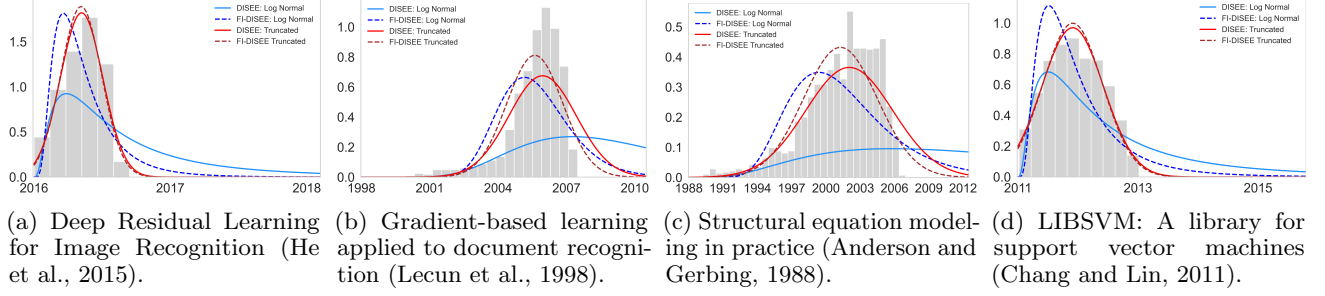 DISEE: Log Normal
FI-DISEE: Log Normal
DISEE: Truncated
FI-DISEE Truncated
1.5
1.0
0.5
0.0
2016
2017
2018
DISEE: Log Normal
FI-DISEE: Log Normal
DISEE: Truncated
FI-DISEE Truncated
1.0
0.8
0.6
0.4
0.2
0.0
1998
2001
2004
2007
2010
DISEE: Log Normal
FI-DISEE: Log Normal
DISEE: Truncated
FI-DISEE Truncated
0.5
0.4
0.3
0.2
0.1
0.0
1988
1991
1994
1997
2000
2003
2006
2009
2012
DISEE: Log Normal
FI-DISEE: Log Normal
DISEE: Truncated
FI-DISEE Truncated
1.0
0.8
0.6
0.4
0.2
0.0
2011
2013
2015
(a) Deep Residual Learning
for Image Recognition (He
et al., 2015).
(b) Gradient-based learning
applied to document recogni-
tion (Lecun et al., 1998).
(c) Structural equation model-
ing in practice (Anderson and
Gerbing, 1988).
(d) LIBSVM: A library for
support vector machines
(Chang and Lin, 2011).